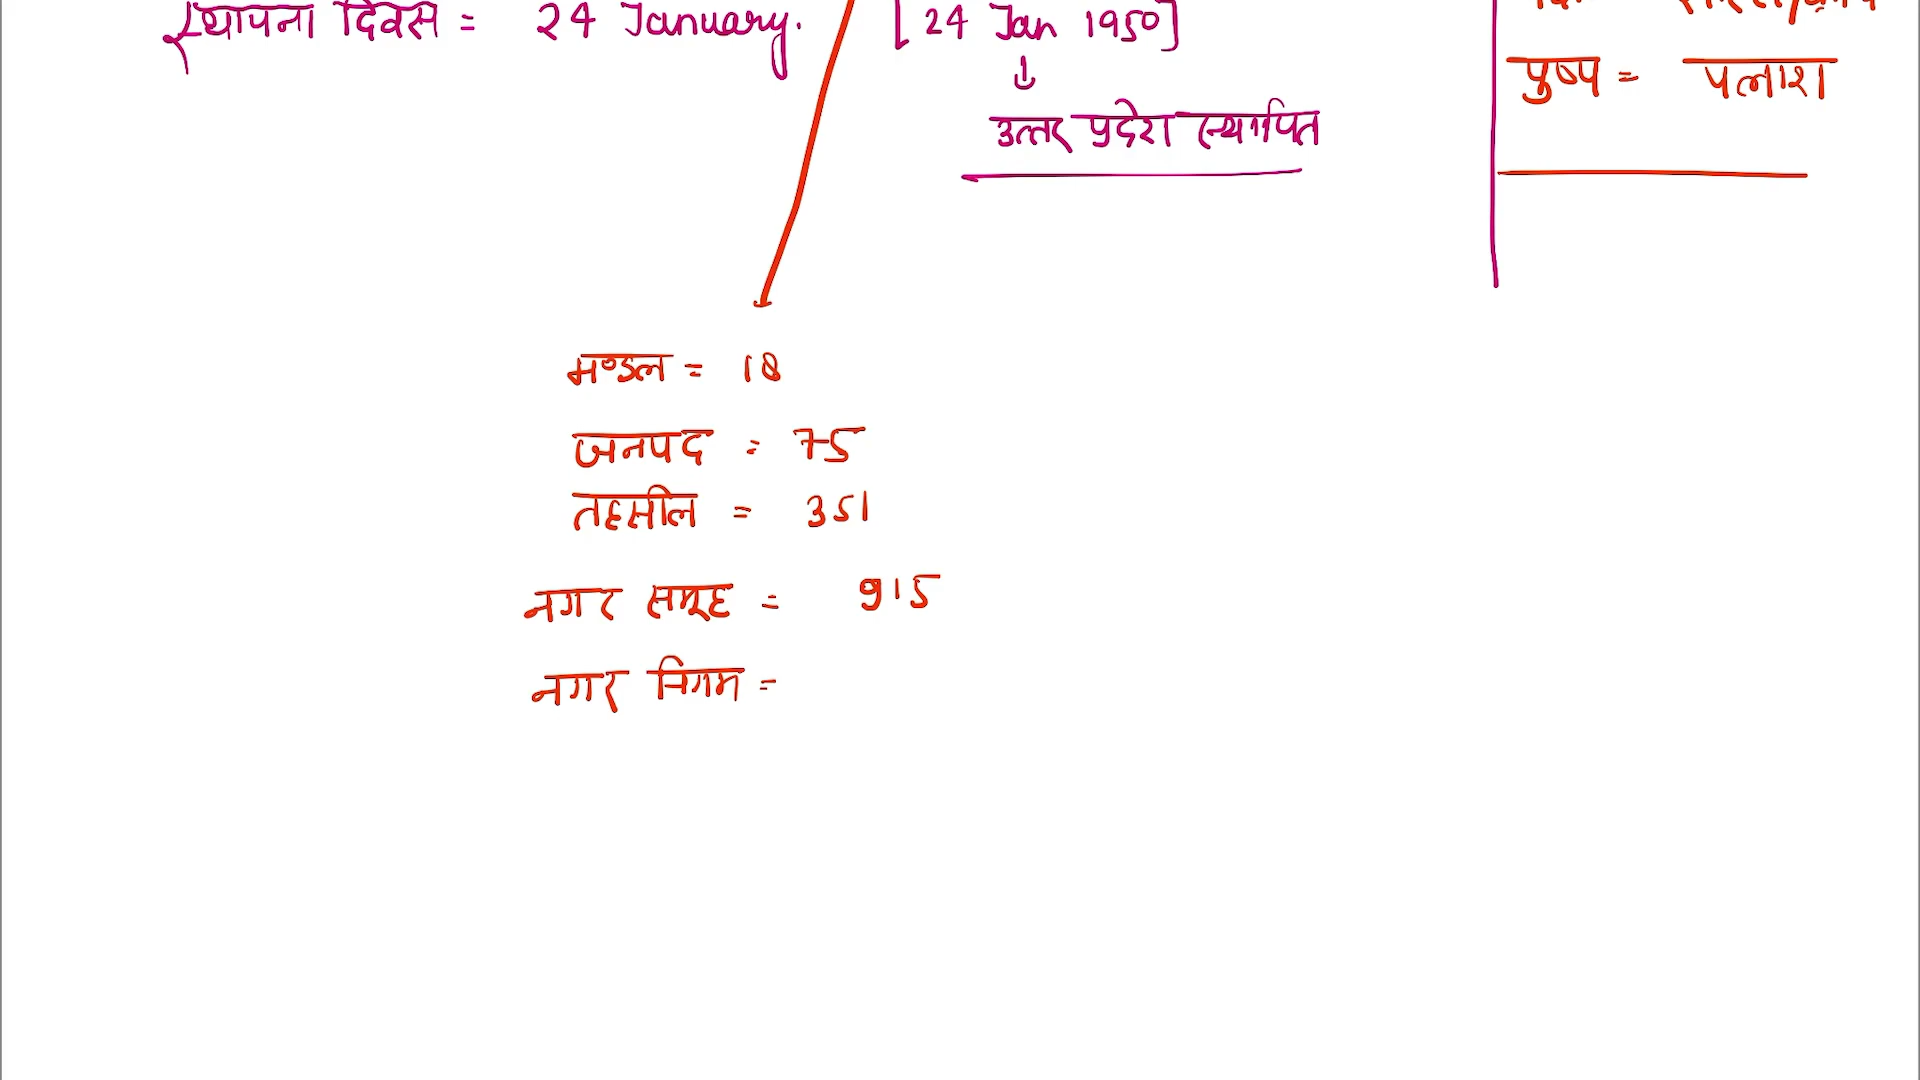 स्थापना दिवस = 24 January. [24 Jan 1950]
↓
उत्तर प्रदेश स्थापित
पुष्प = पलाश
मण्डल = 18
जनपद = 75
तहसील = 351
नगर समूह = 915
नगर निगम =